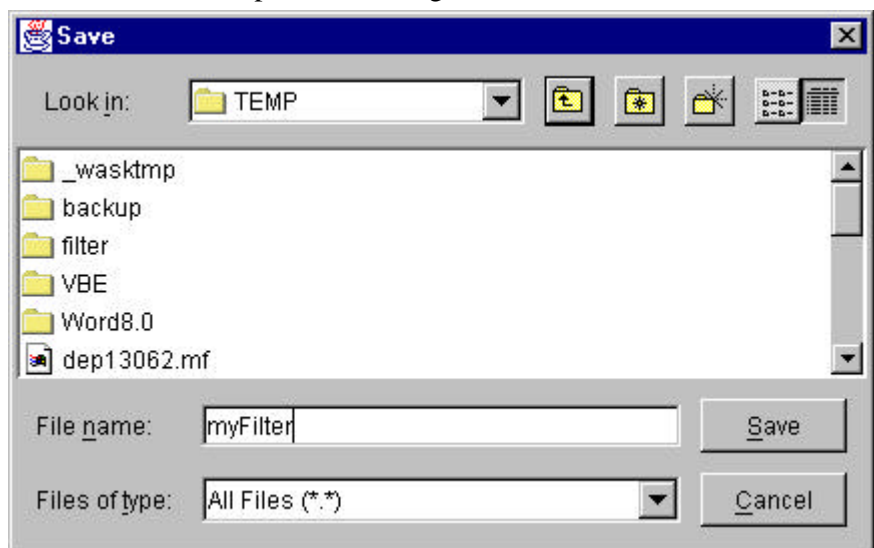 Save
Look in:
TEMP
_wasktmp
backup
filter
VBE
Word8.0
dep13062.mf
File name:
myFilter
Save
Files of type:
All Files (*.*)
Cancel